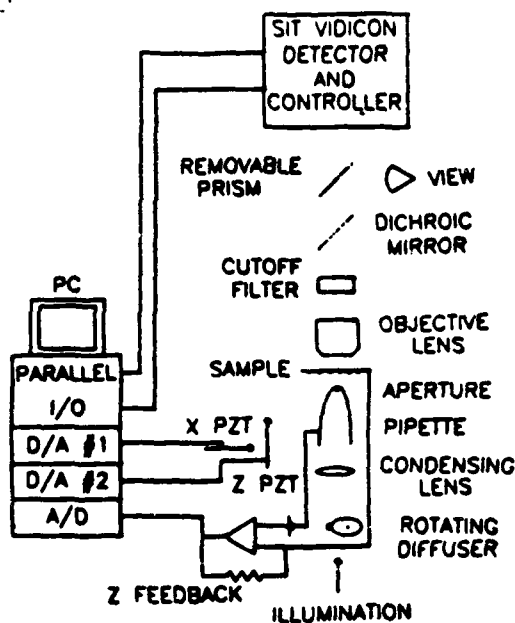 SIT VIDICON
DETECTOR
AND
CONTROLLER
REMOVABLE
PRISM
VIEW
DICHROIC
MIRROR
CUTOFF
FILTER
PC
OBJECTIVE
LENS
SAMPLE
PARALLEL
I/O
APERTURE
X PZT
PIPETTE
D/A #1
D/A #2
Z PZT
CONDENSING
LENS
A/D
ROTATING
DIFFUSER
Z FEEDBACK
ILLUMINATION